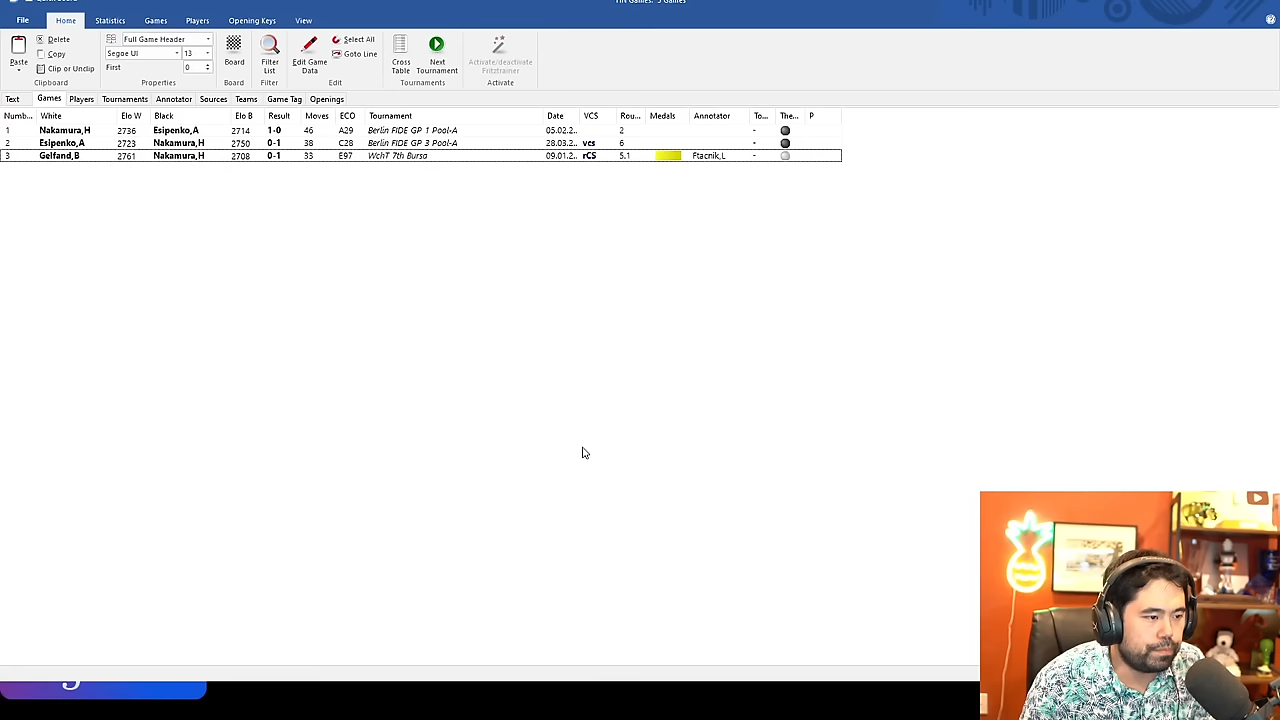 File Home Statistics Games Players Opening Keys View
Paste Delete Copy Clip or Unclip Clipboard
Full Game Header Segoe UI 13 First 0 Properties
Board Board
Filter List Filter
Edit Game Data Select All Goto Line Edit
Cross Table Next Tournament Tournaments
Activate/deactivate Fritztrainer Activate
Text Games Players Tournaments Annotator Sources Teams Game Tag Openings
Numb... White Elo W Black Elo B Result Moves ECO Tournament Date VCS Rou... Medals Annotator To... The... P
1 Nakamura,H 2736 Esipenko,A 2714 1-0 46 A29 Berlin FIDE GP 1 Pool-A 05.02.2.. 2 -
2 Esipenko,A 2723 Nakamura,H 2750 0-1 38 C28 Berlin FIDE GP 3 Pool-A 28.03.2.. vcs 6 -
3 Gelfand,B 2761 Nakamura,H 2708 0-1 33 E97 WchT 7th Bursa 09.01.2.. rCS 5.1 Ftacnik,L -